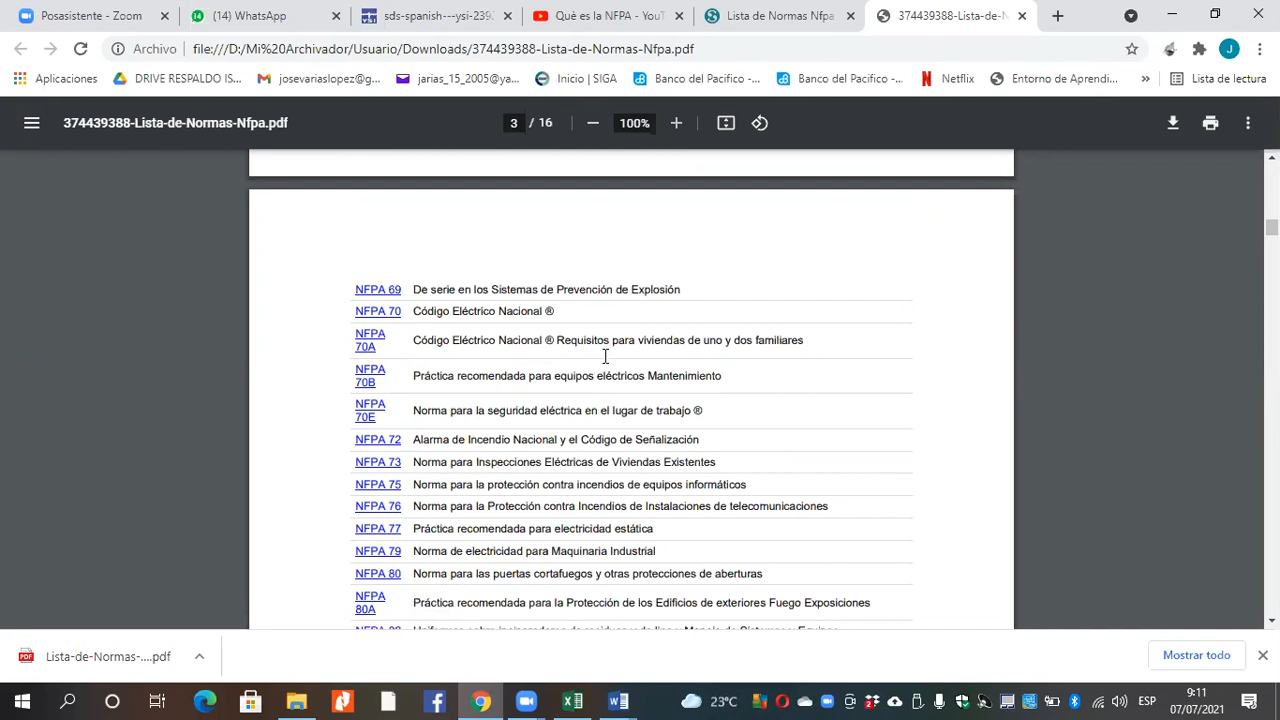 Posasistente - Zoom
(14) WhatsApp
sds-spanish---ysi-239
Qué es la NFPA - YouT
Lista de Normas Nfpa
374439388-Lista-de-N
Archivo
file:///D:/Mi%20Archivador/Usuario/Downloads/374439388-Lista-de-Normas-Nfpa.pdf
J
Aplicaciones
DRIVE RESPALDO IS...
josevariaslopez@g...
jarias_15_2005@ya...
Inicio | SIGA
Banco del Pacífico -...
Banco del Pacifico -...
Netflix
Entorno de Aprendi...
»
Lista de lectura
374439388-Lista-de-Normas-Nfpa.pdf
3 / 16
100%
NFPA 69 De serie en los Sistemas de Prevención de Explosión
NFPA 70 Código Eléctrico Nacional ®
NFPA 70A Código Eléctrico Nacional ® Requisitos para viviendas de uno y dos familiares
NFPA 70B Práctica recomendada para equipos eléctricos Mantenimiento
NFPA 70E Norma para la seguridad eléctrica en el lugar de trabajo ®
NFPA 72 Alarma de Incendio Nacional y el Código de Señalización
NFPA 73 Norma para Inspecciones Eléctricas de Viviendas Existentes
NFPA 75 Norma para la protección contra incendios de equipos informáticos
NFPA 76 Norma para la Protección contra Incendios de Instalaciones de telecomunicaciones
NFPA 77 Práctica recomendada para electricidad estática
NFPA 79 Norma de electricidad para Maquinaria Industrial
NFPA 80 Norma para las puertas cortafuegos y otras protecciones de aberturas
NFPA 80A Práctica recomendada para la Protección de los Edificios de exteriores Fuego Exposiciones
Lista-de-Normas-....pdf
Mostrar todo
23°C
ESP
9:11
07/07/2021